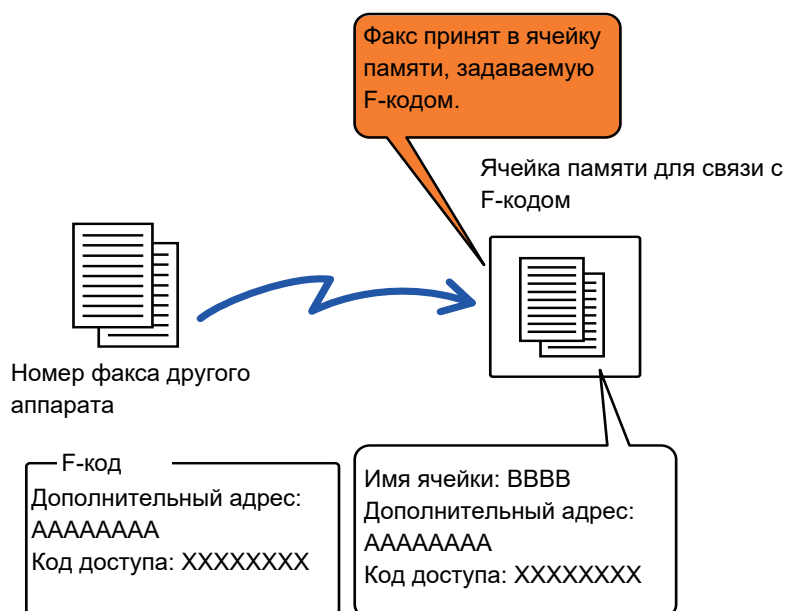 Факс принят в ячейку
памяти, задаваемую
F-кодом.
Ячейка памяти для связи с
F-кодом
Номер факса другого
аппарата
F-код
Дополнительный адрес:
AAAAAAAA
Код доступа: XXXXXXXX
Имя ячейки: BBBB
Дополнительный адрес:
AAAAAAAA
Код доступа: XXXXXXXX